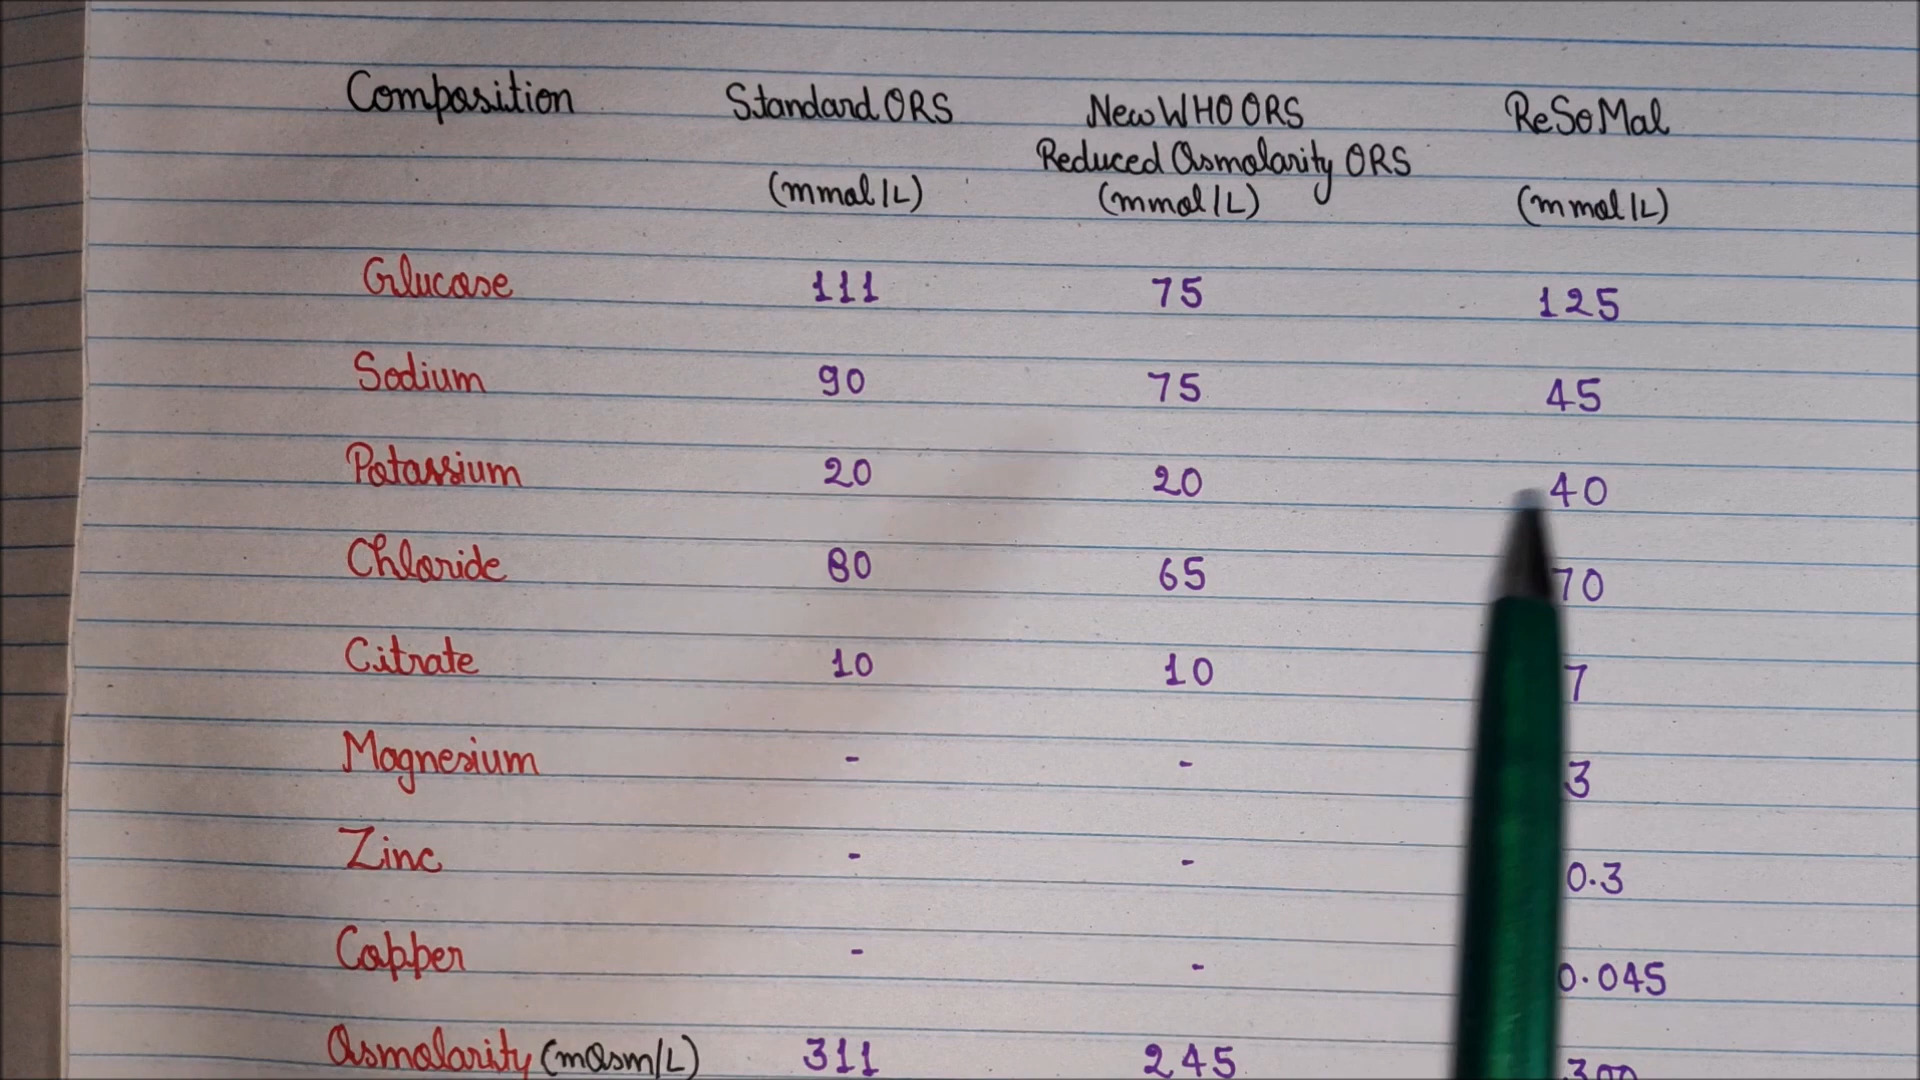 Composition Standard ORS New WHO ORS ReSoMal
Reduced Osmolarity ORS
(mmol/L) (mmol/L) (mmol/L)
Glucose 111 75 125
Sodium 90 75 45
Potassium 20 20 40
Chloride 80 65 70
Citrate 10 10 7
Magnesium - - 3
Zinc - - 0.3
Copper - - 0.045
Osmolarity (mOsm/L) 311 245 300